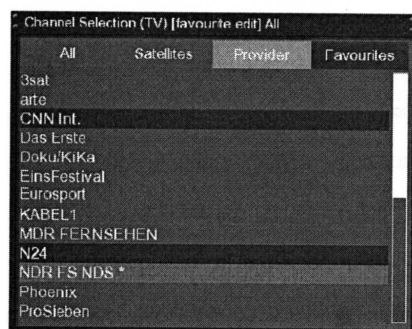 Channel Selection (TV) [favourite edit] All
All Satellites Provider Favourites
3sat
arte
CNN Int.
Das Erste
Doku/KiKa
EinsFestival
Eurosport
KABEL1
MDR FERNSEHEN
N24
NDR FS NDS *
Phoenix
ProSieben